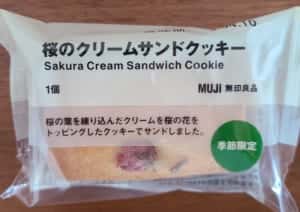 桜のクリームサンドクッキー
Sakura Cream Sandwich Cookie
1個
MUJI 無印良品
桜の葉を練り込んだクリームを桜の花を
トッピングしたクッキーでサンドしました。
季節限定